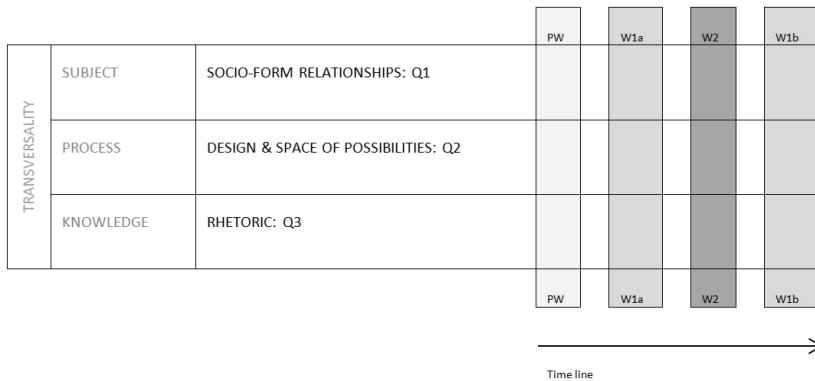 PW W1a W2 W1b
TRANSVERSALITY
SUBJECT SOCIO-FORM RELATIONSHIPS: Q1
PROCESS DESIGN & SPACE OF POSSIBILITIES: Q2
KNOWLEDGE RHETORIC: Q3
PW W1a W2 W1b
Time line